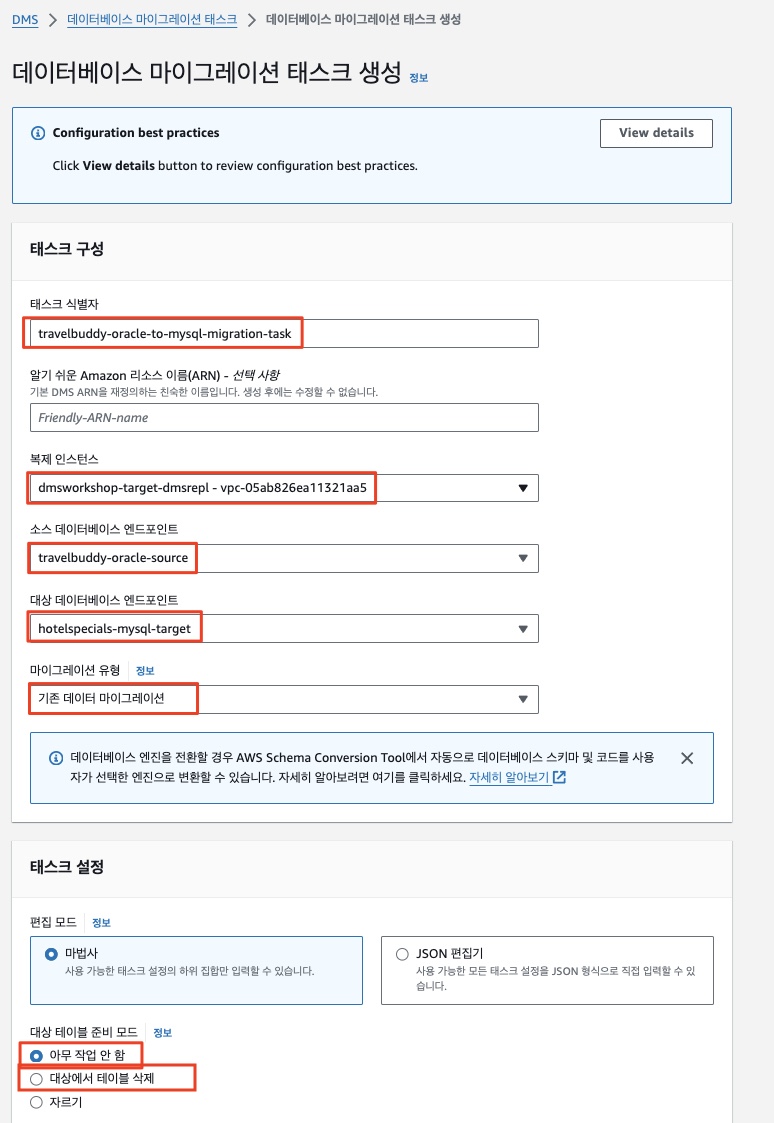 DMS > 데이터베이스 마이그레이션 태스크 > 데이터베이스 마이그레이션 태스크 생성
데이터베이스 마이그레이션 태스크 생성 정보
Configuration best practices
View details
Click View details button to review configuration best practices.
태스크 구성
태스크 식별자
travelbuddy-oracle-to-mysql-migration-task
알기 쉬운 Amazon 리소스 이름(ARN) - 선택 사항
기본 DMS ARN을 재정의하는 친숙한 이름입니다. 생성 후에는 수정할 수 없습니다.
Friendly-ARN-name
복제 인스턴스
dmsworkshop-target-dmsrepl - vpc-05ab826ea11321aa5
소스 데이터베이스 엔드포인트
travelbuddy-oracle-source
대상 데이터베이스 엔드포인트
hotelspecials-mysql-target
마이그레이션 유형 정보
기존 데이터 마이그레이션
데이터베이스 엔진을 전환할 경우 AWS Schema Conversion Tool에서 자동으로 데이터베이스 스키마 및 코드를 사용
자가 선택한 엔진으로 변환할 수 있습니다. 자세히 알아보려면 여기를 클릭하세요. 자세히 알아보기
태스크 설정
편집 모드 정보
마법사
사용 가능한 태스크 설정의 하위 집합만 입력할 수 있습니다.
JSON 편집기
사용 가능한 모든 태스크 설정을 JSON 형식으로 직접 입력할 수 있
습니다.
대상 테이블 준비 모드 정보
아무 작업 안 함
대상에서 테이블 삭제
자르기